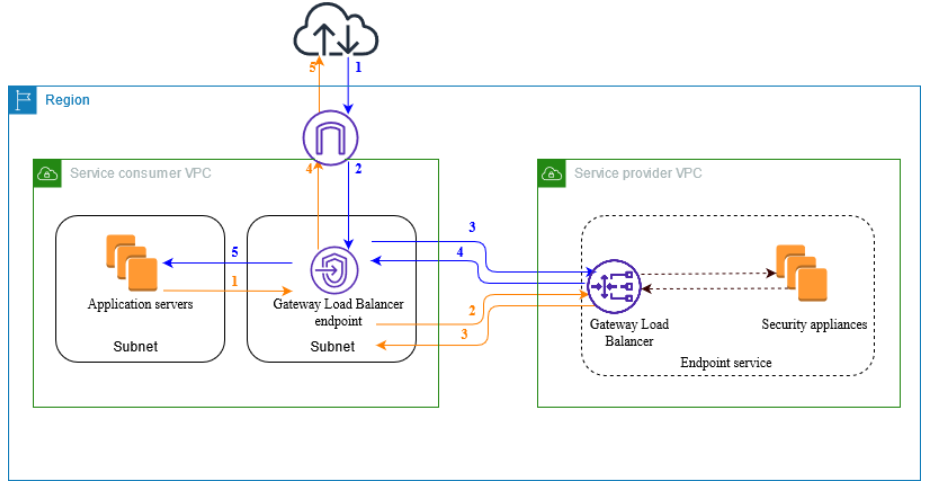 5
1
Region
4
2
Service consumer VPC
Service provider VPC
5
1
Application servers
Subnet
Gateway Load Balancer
endpoint
Subnet
3
4
2
3
Gateway Load
Balancer
Security appliances
Endpoint service